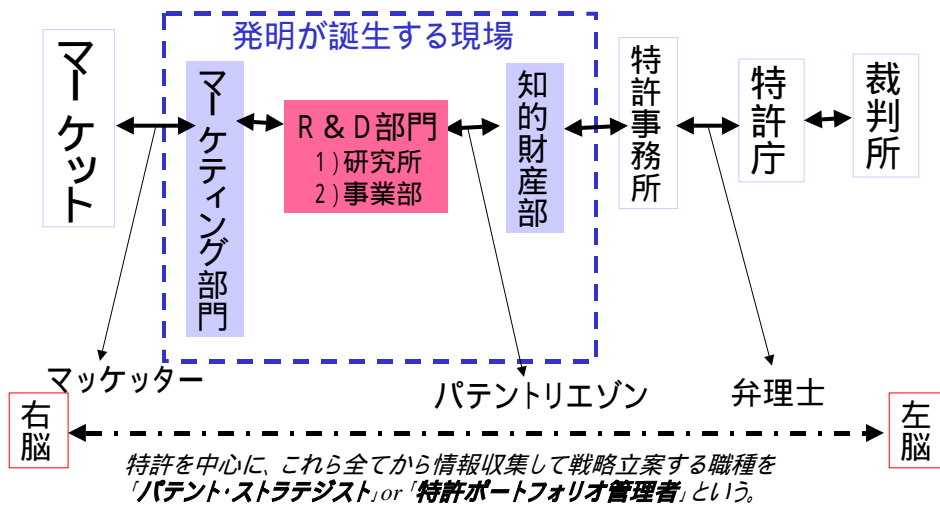 発明が誕生する現場
マーケット
マーケティング部門
R & D部門
1)研究所
2)事業部
知的財産部
特許事務所
特許庁
裁判所
マッケッター
パテントリエゾン
弁理士
右脳
左脳
特許を中心に、これら全てから情報収集して戦略立案する職種を
「パテント・ストラテジスト」or「特許ポートフォリオ管理者」という。